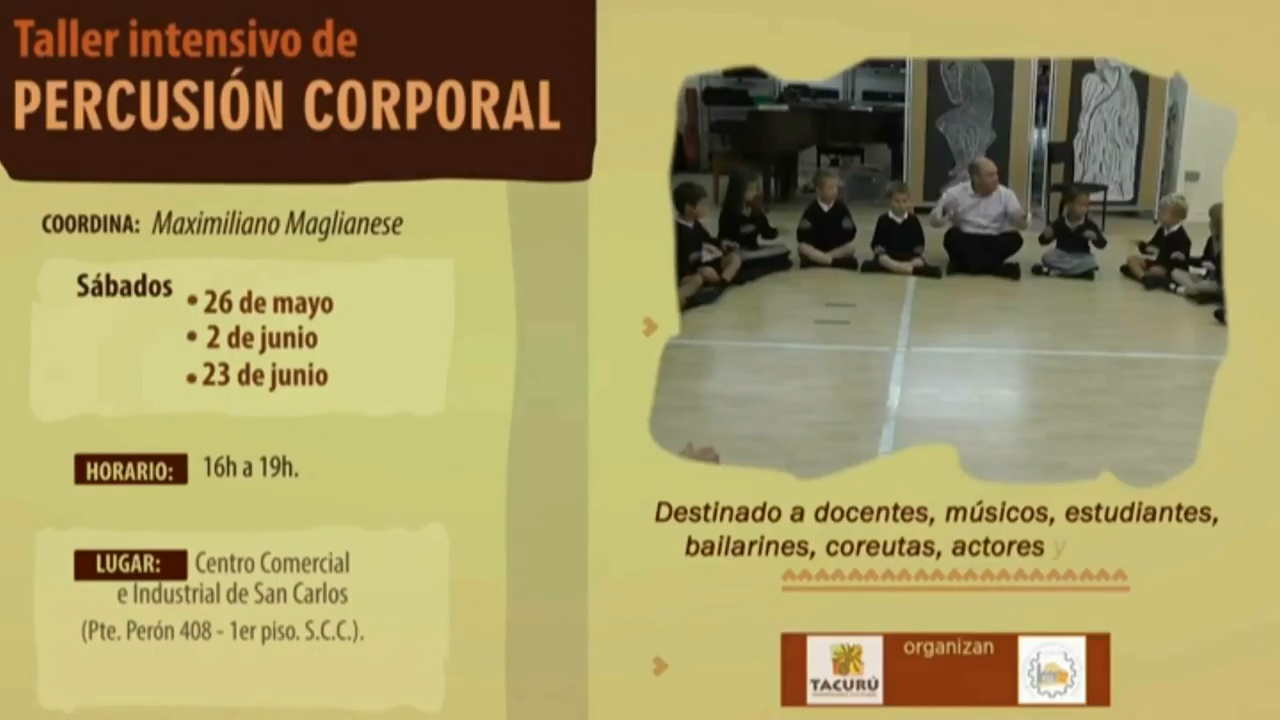 Taller intensivo de
PERCUSIÓN CORPORAL
COORDINA: Maximiliano Maglianese
Sábados
• 26 de mayo
• 2 de junio
• 23 de junio
HORARIO: 16h a 19h.
LUGAR: Centro Comercial
e Industrial de San Carlos
(Pte. Perón 408 - 1er piso. S.C.C.).
Destinado a docentes, músicos, estudiantes,
bailarines, coreutas, actores y
organizan
TACURÚ